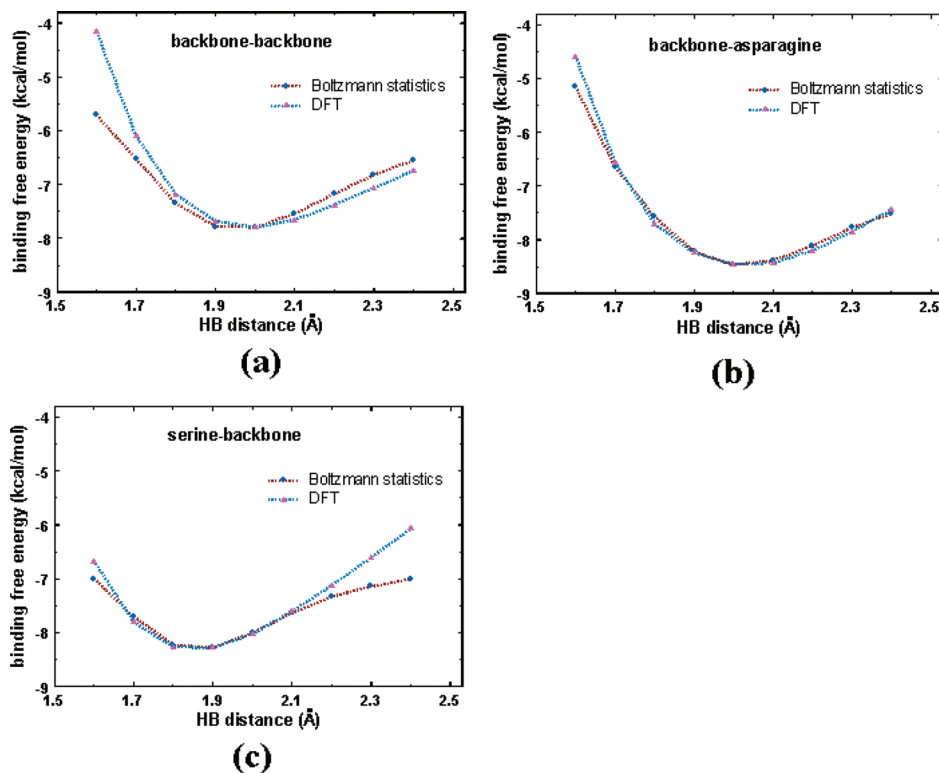 backbone-backbone
Boltzmann statistics
DFT
binding free energy (kcal/mol)
-4
-5
-6
-7
-8
-9
1.5 1.7 1.9 2.1 2.3 2.5
HB distance (Å)
(a)
backbone-asparagine
Boltzmann statistics
DFT
binding free energy (kcal/mol)
-4
-5
-6
-7
-8
-9
1.5 1.7 1.9 2.1 2.3 2.5
HB distance (Å)
(b)
serine-backbone
Boltzmann statistics
DFT
binding free energy (kcal/mol)
-4
-5
-6
-7
-8
-9
1.5 1.7 1.9 2.1 2.3 2.5
HB distance (Å)
(c)